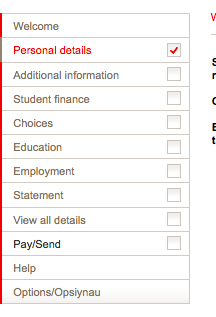 Welcome
Personal details
Additional information
Student finance
Choices
Education
Employment
Statement
View all details
Pay/Send
Help
Options/Opsiynau